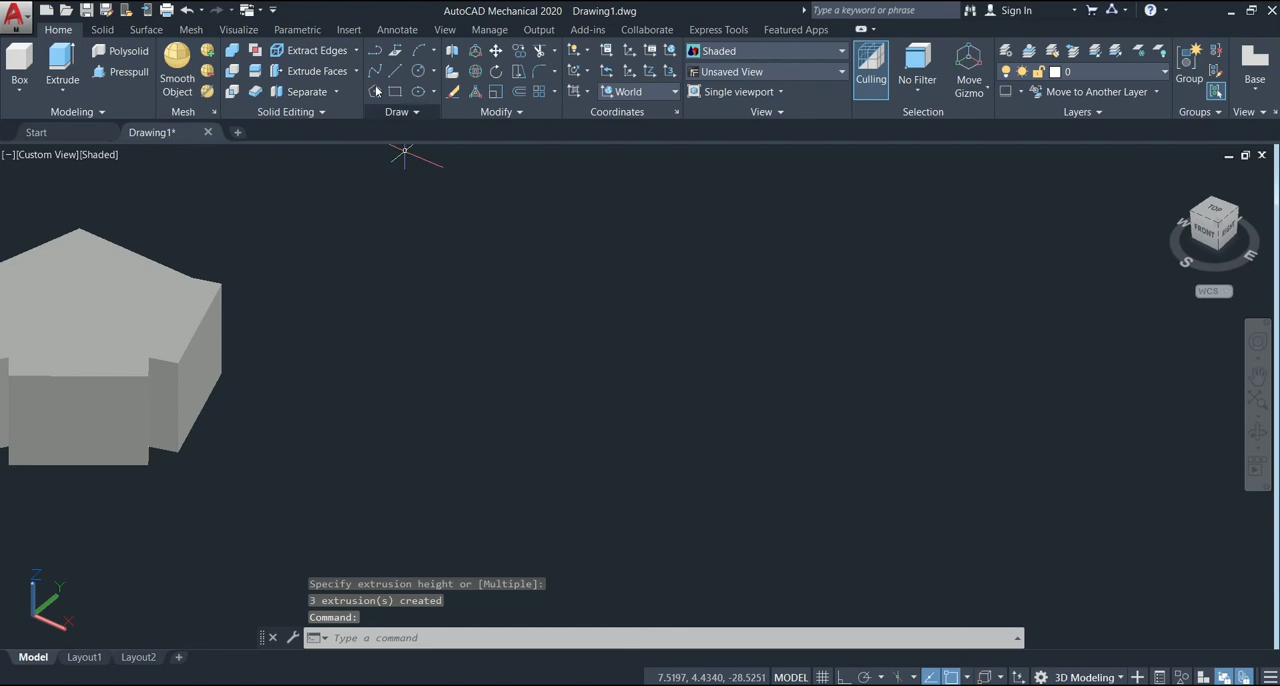 AutoCAD Mechanical 2020 Drawing1.dwg
Type a keyword or phrase
Sign In
Home Solid Surface Mesh Visualize Parametric Insert Annotate View Manage Output Add-ins Collaborate Express Tools Featured Apps
Box
Extrude
Polysolid
Presspull
Modeling
Smooth Object
Mesh
Extract Edges
Extrude Faces
Separate
Solid Editing
Draw
Modify
World
Coordinates
Shaded
Unsaved View
Single viewport
View
Culling
No Filter
Move Gizmo
Selection
0
Move to Another Layer
Layers
Group
Groups
Base
View
Start
Drawing1*
[−][Custom View][Shaded]
TOP
FRONT
RIGHT
W
S
E
WCS
Z
Y
X
Specify extrusion height or [Multiple]:
3 extrusion(s) created
Command:
Type a command
Model Layout1 Layout2
7.5197, 4.4340, -28.5251 MODEL
3D Modeling